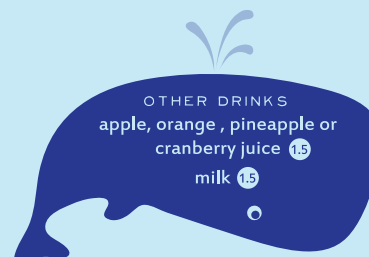 OTHER DRINKS
apple, orange , pineapple or
cranberry juice 1.5
milk 1.5